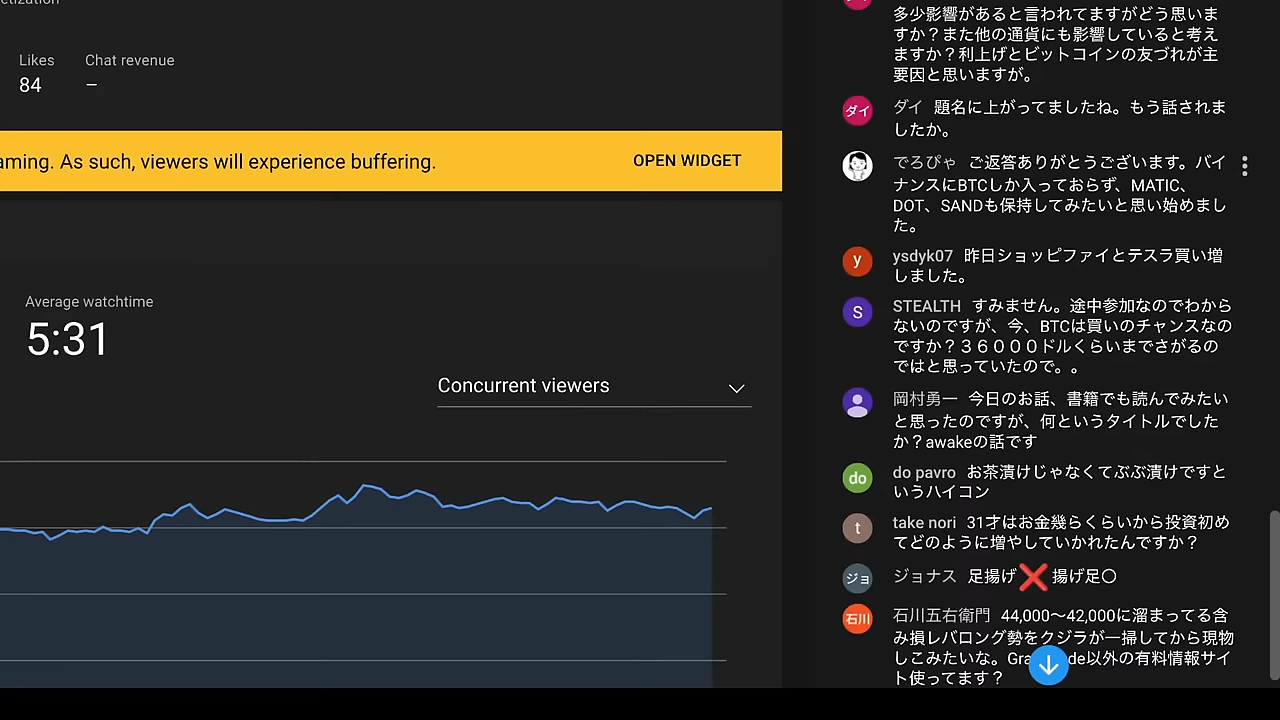 Likes
Chat revenue
84
–
aming. As such, viewers will experience buffering.
OPEN WIDGET
Average watchtime
5:31
Concurrent viewers
多少影響があると言われてますがどう思いま
すか？また他の通貨にも影響していると考え
ますか？利上げとビットコインの友づれが主
要因と思いますが。
ダイ
ダイ 題名に上がってましたね。もう話されま
したか。
でろぴゃ ご返答ありがとうございます。バイ
ナンスにBTCしか入っておらず、MATIC、
DOT、SANDも保持してみたいと思い始めまし
た。
y
ysdyk07 昨日ショッピファイとテスラ買い増
しました。
S
STEALTH すみません。途中参加なのでわから
ないのですが、今、BTCは買いのチャンスなの
ですか？３６０００ドルくらいまでさがるの
ではと思っていたので。。
岡村勇一 今日のお話、書籍でも読んでみたい
と思ったのですが、何というタイトルでした
か？awakeの話です
do
do pavro お茶漬けじゃなくてぶぶ漬けですと
いうハイコン
t
take nori 31才はお金幾らくらいから投資初め
てどのように増やしていかれたんですか？
ジョ
ジョナス 足揚げ❌ 揚げ足〇
石川
石川五右衛門 44,000〜42,000に溜まってる含
み損レバロング勢をクジラが一掃してから現物
しこみたいな。Gra de以外の有料情報サイ
ト使ってます？